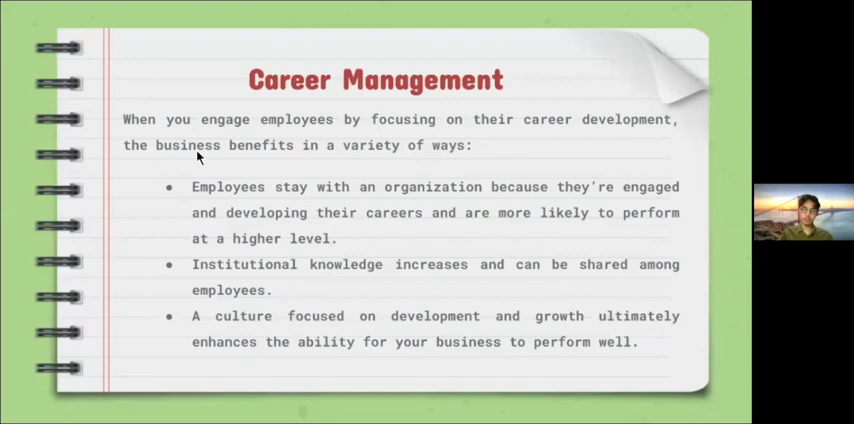 Career Management
When you engage employees by focusing on their career development,
the business benefits in a variety of ways:
● Employees stay with an organization because they're engaged
and developing their careers and are more likely to perform
at a higher level.
● Institutional knowledge increases and can be shared among
employees.
● A culture focused on development and growth ultimately
enhances the ability for your business to perform well.